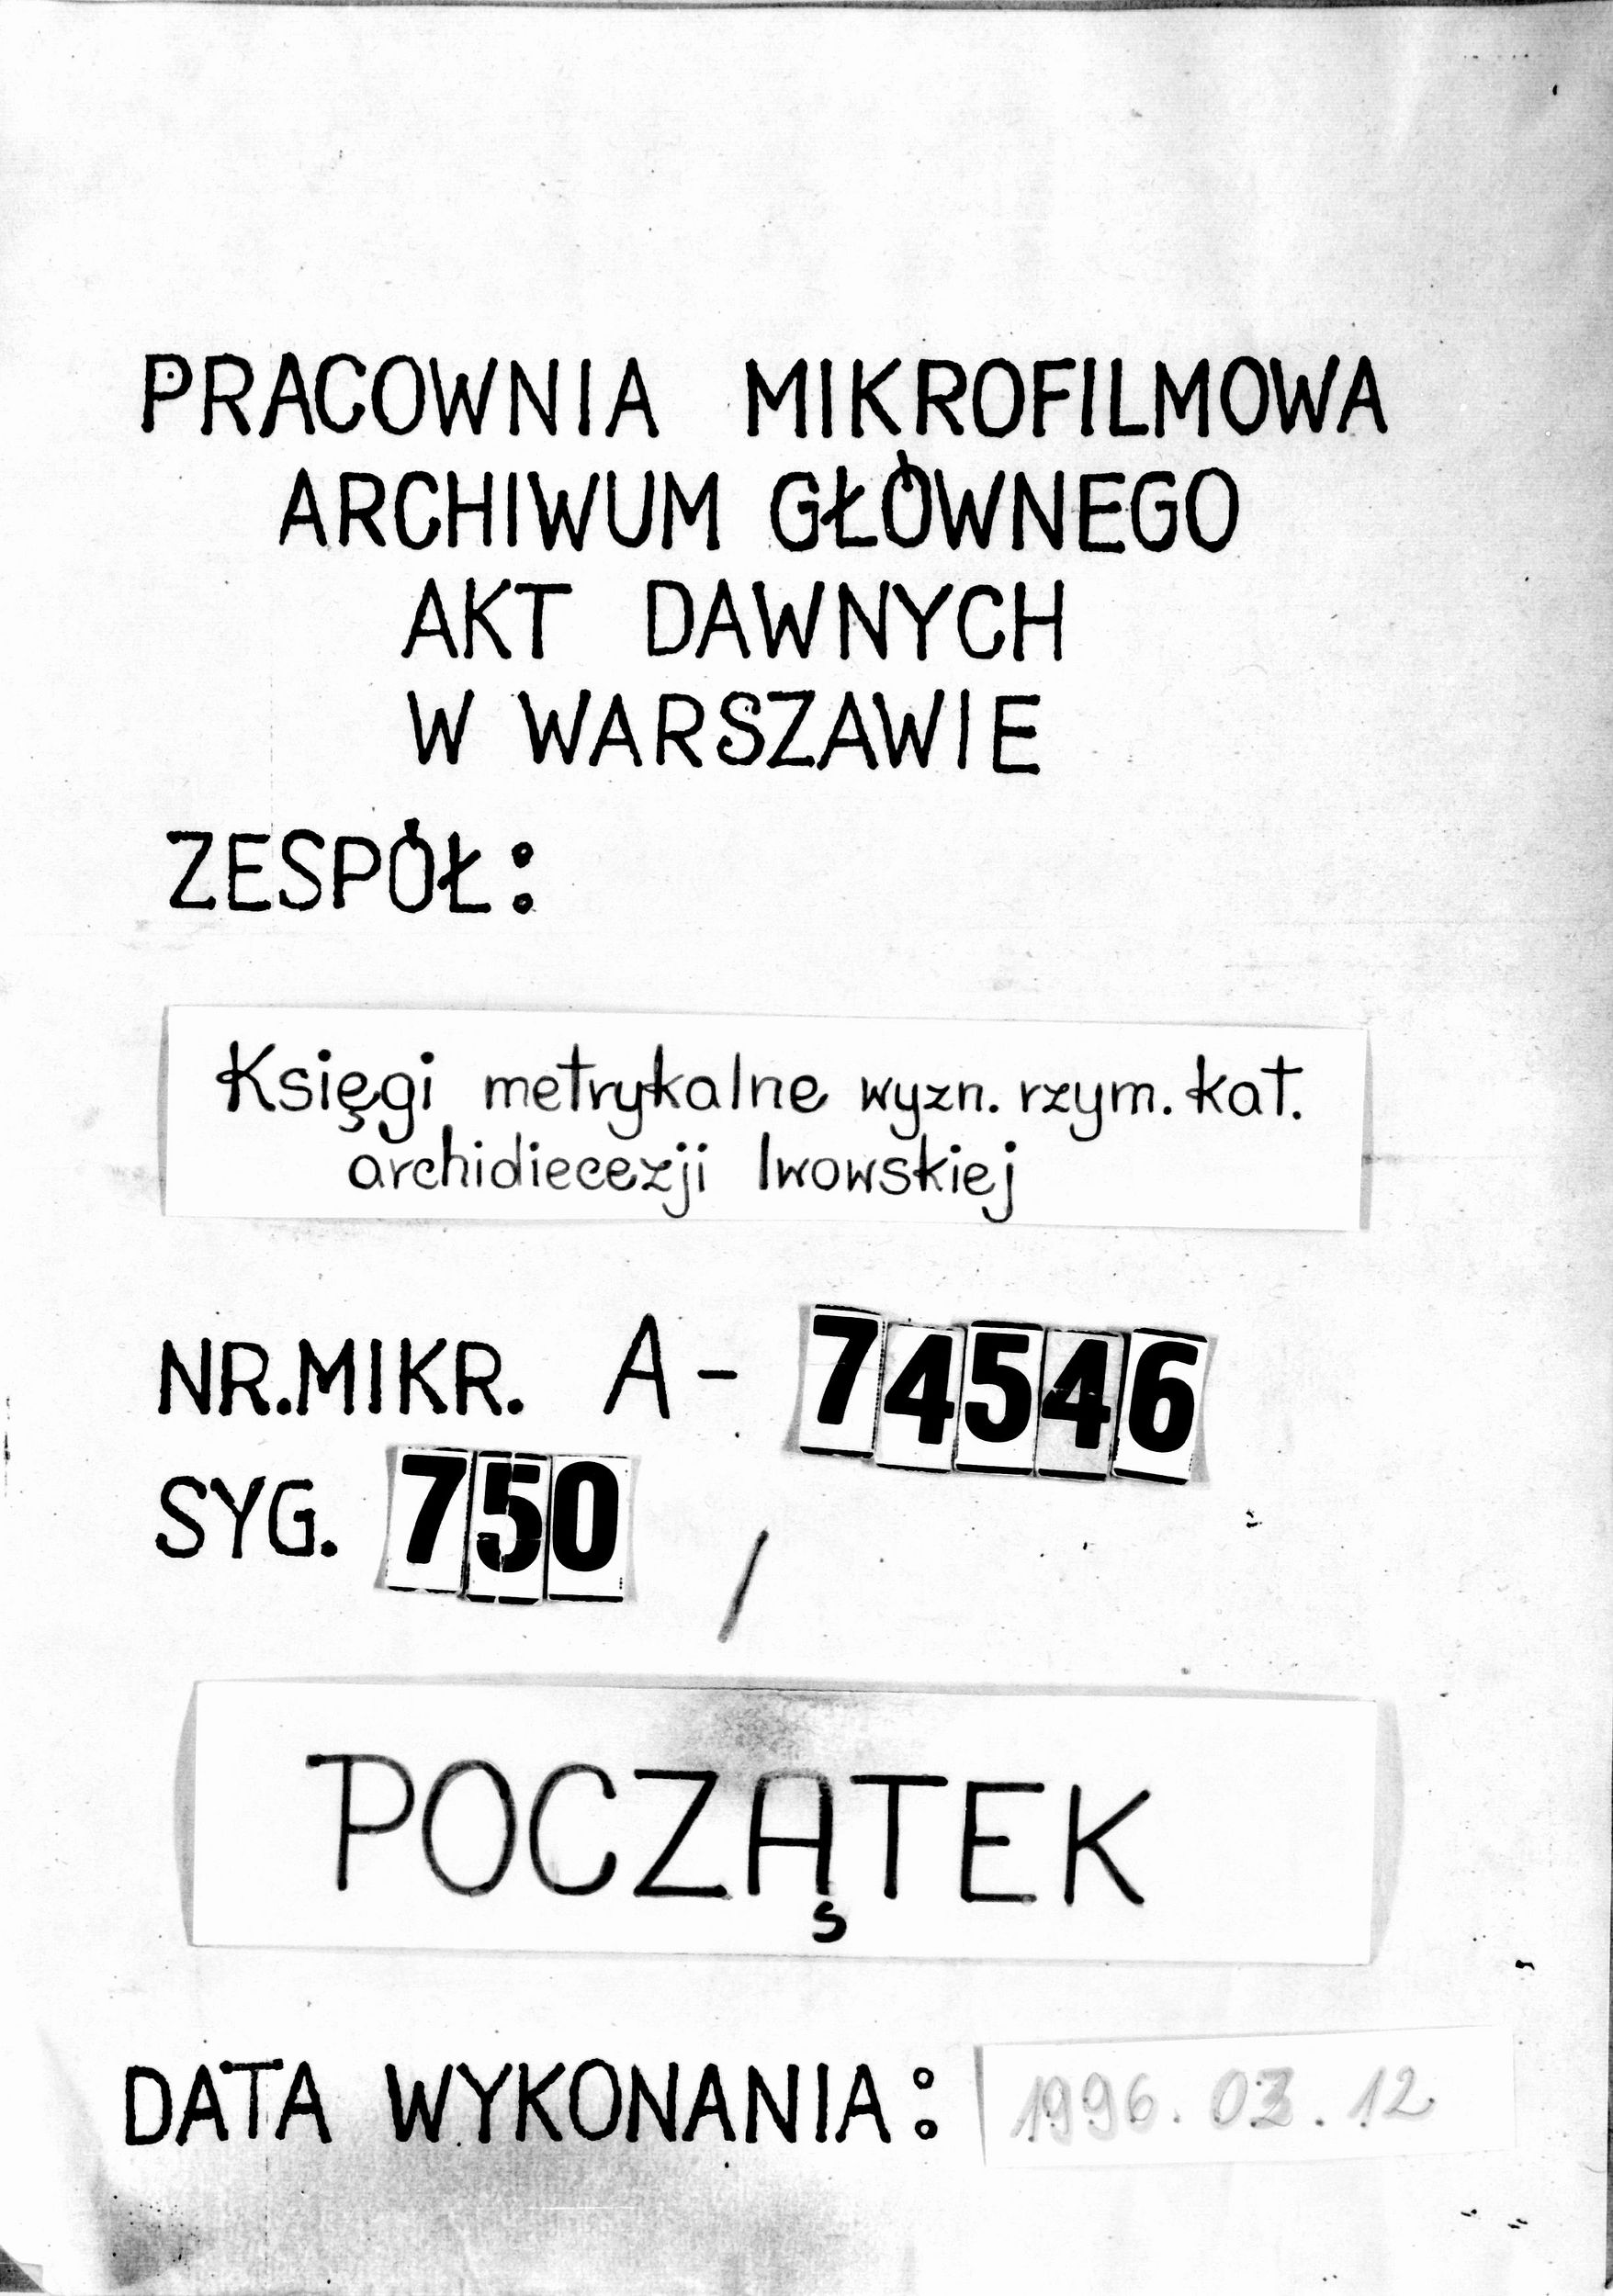 PRACOWNIA MIKROFILMOWA
ARCHIWUM GŁÓWNEGO
AKT DAWNYCH
W WARSZAWIE
ZESPÓŁ:
Księgi metrykalne wyzn. rzym. kat.
archidiecezji lwowskiej
NR.MIKR. A- 74546
SYG. 750 /
POCZĄTEK
DATA WYKONANIA: 1996. 03. 12